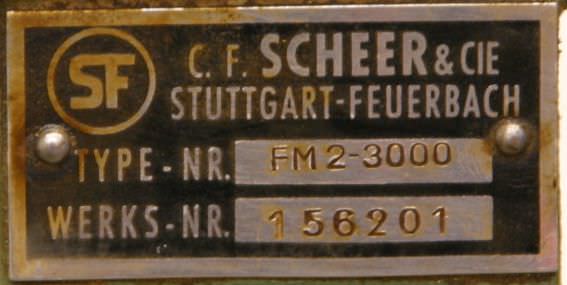 SF
C. F. SCHEER & CIE
STUTTGART-FEUERBACH
TYPE-NR. FM2-3000
WERKS-NR. 156201